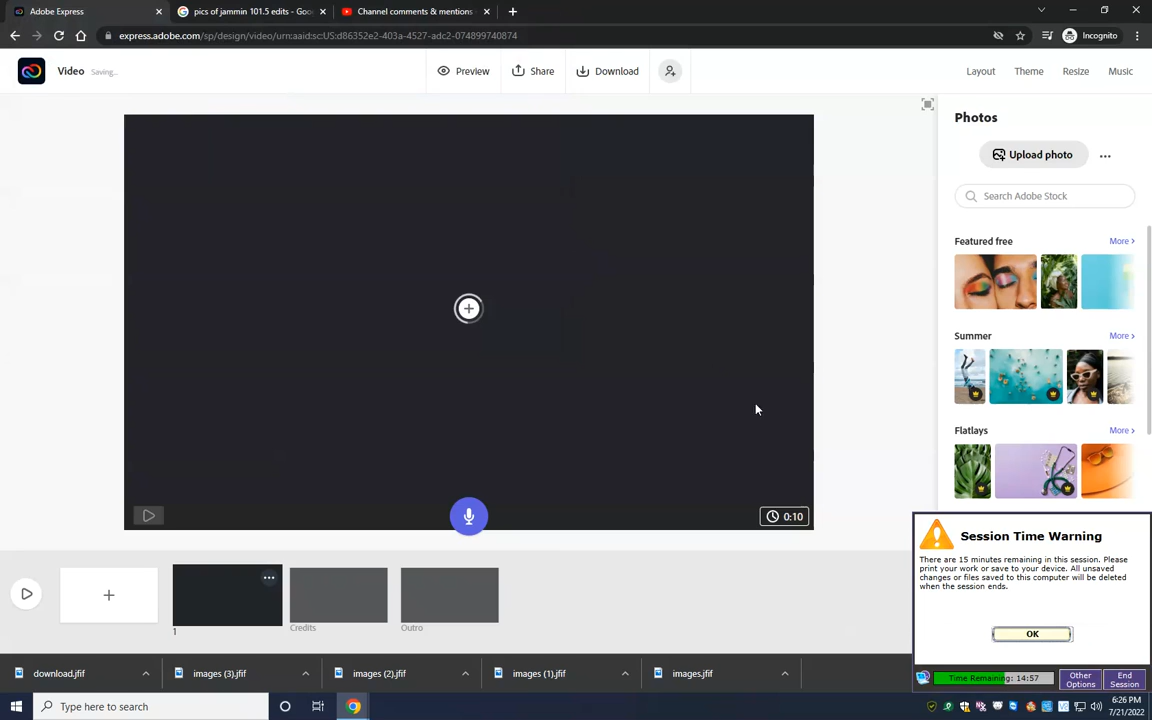 Adobe Express
pics of jammin 101.5 edits - Goo
Channel comments & mentions
express.adobe.com/sp/design/video/urn:aaid:sc:US:d86352e2-403a-4527-adc2-074899740874
Incognito
Video
Saving...
Preview
Share
Download
Layout
Theme
Resize
Music
Photos
Upload photo
Search Adobe Stock
Featured free
More >
Summer
More >
Flatlays
More >
0:10
Session Time Warning
There are 15 minutes remaining in this session. Please
print your work or save to your device. All unsaved
changes or files saved to this computer will be deleted
when the session ends.
OK
1
Credits
Outro
download.jfif
images (3).jfif
images (2).jfif
images (1).jfif
images.jfif
Time Remaining: 14:57
Other
Options
End
Session
Type here to search
6:26 PM
7/21/2022